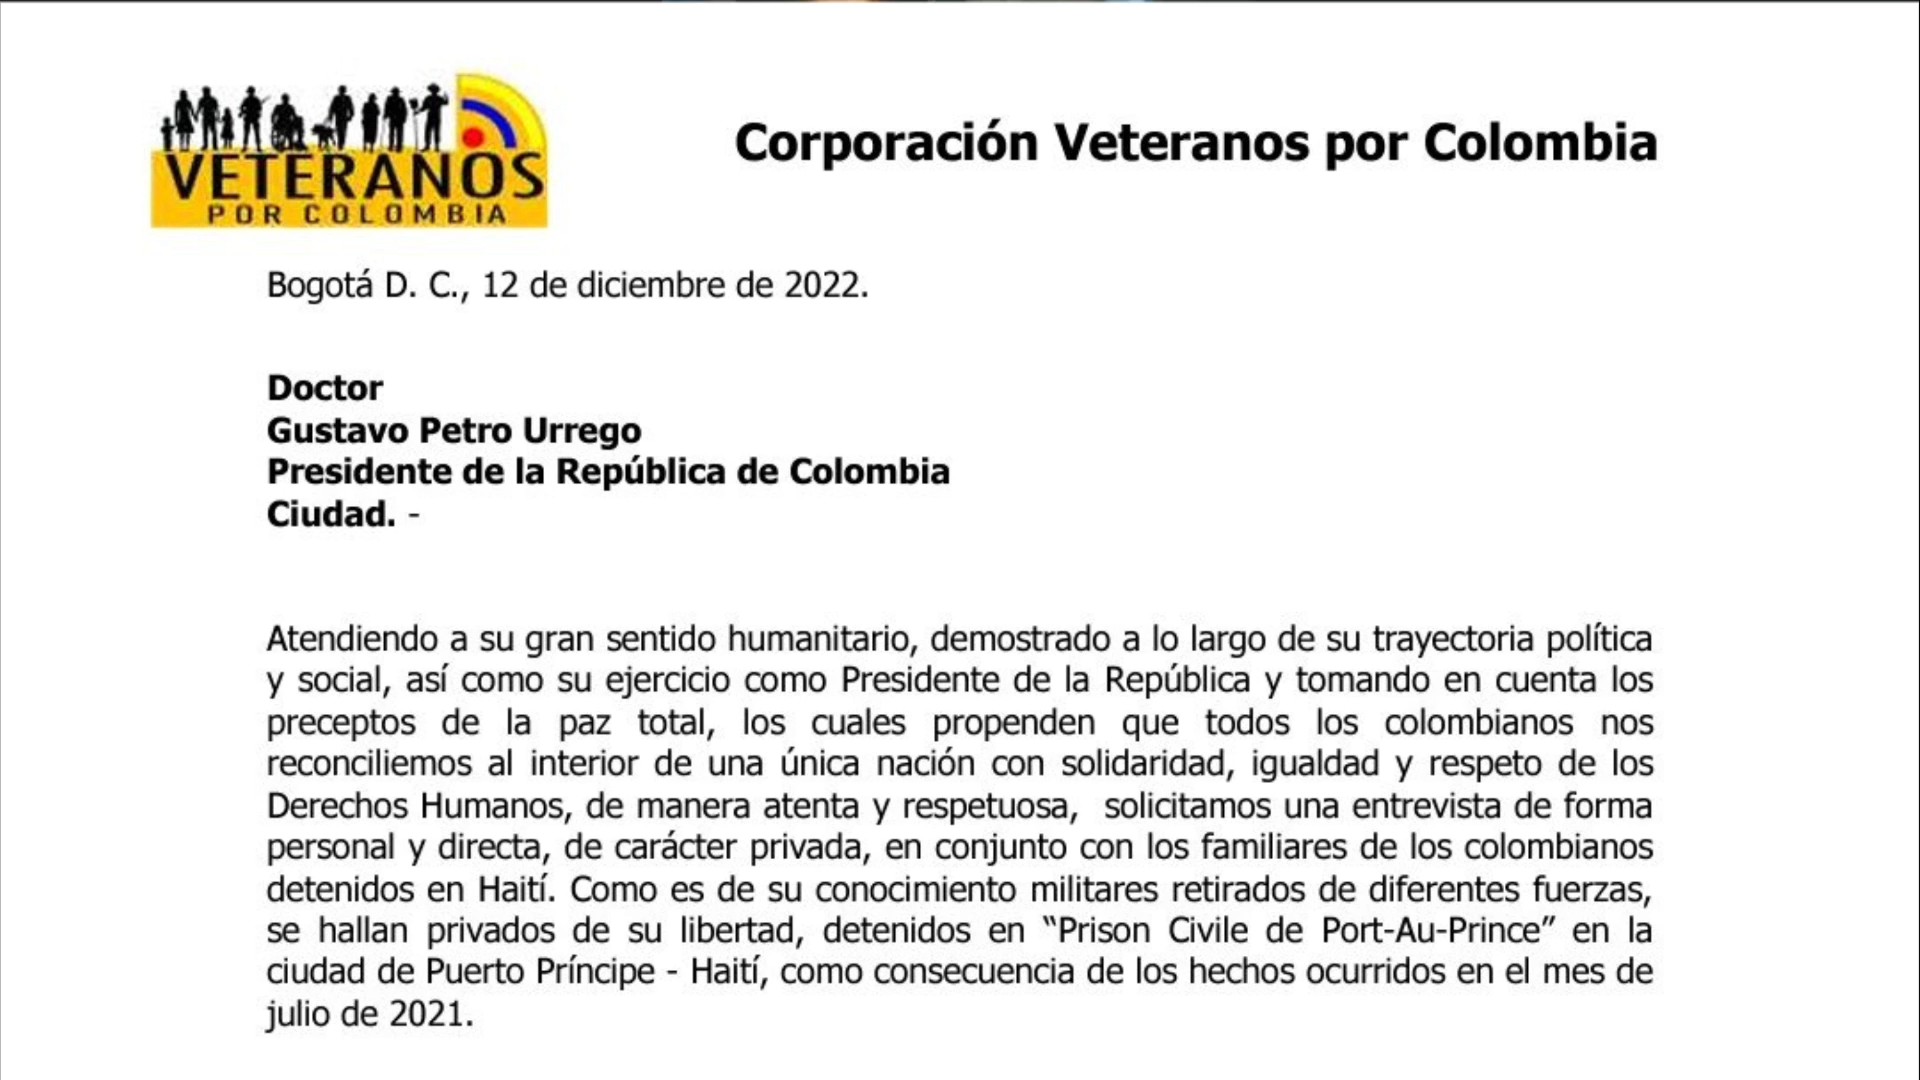 VETERANOS
POR COLOMBIA
Corporación Veteranos por Colombia
Bogotá D. C., 12 de diciembre de 2022.
Doctor
Gustavo Petro Urrego
Presidente de la República de Colombia
Ciudad. -
Atendiendo a su gran sentido humanitario, demostrado a lo largo de su trayectoria política
y social, así como su ejercicio como Presidente de la República y tomando en cuenta los
preceptos de la paz total, los cuales propenden que todos los colombianos nos
reconciliemos al interior de una única nación con solidaridad, igualdad y respeto de los
Derechos Humanos, de manera atenta y respetuosa,  solicitamos una entrevista de forma
personal y directa, de carácter privada, en conjunto con los familiares de los colombianos
detenidos en Haití. Como es de su conocimiento militares retirados de diferentes fuerzas,
se hallan privados de su libertad, detenidos en “Prison Civile de Port-Au-Prince” en la
ciudad de Puerto Príncipe - Haití, como consecuencia de los hechos ocurridos en el mes de
julio de 2021.